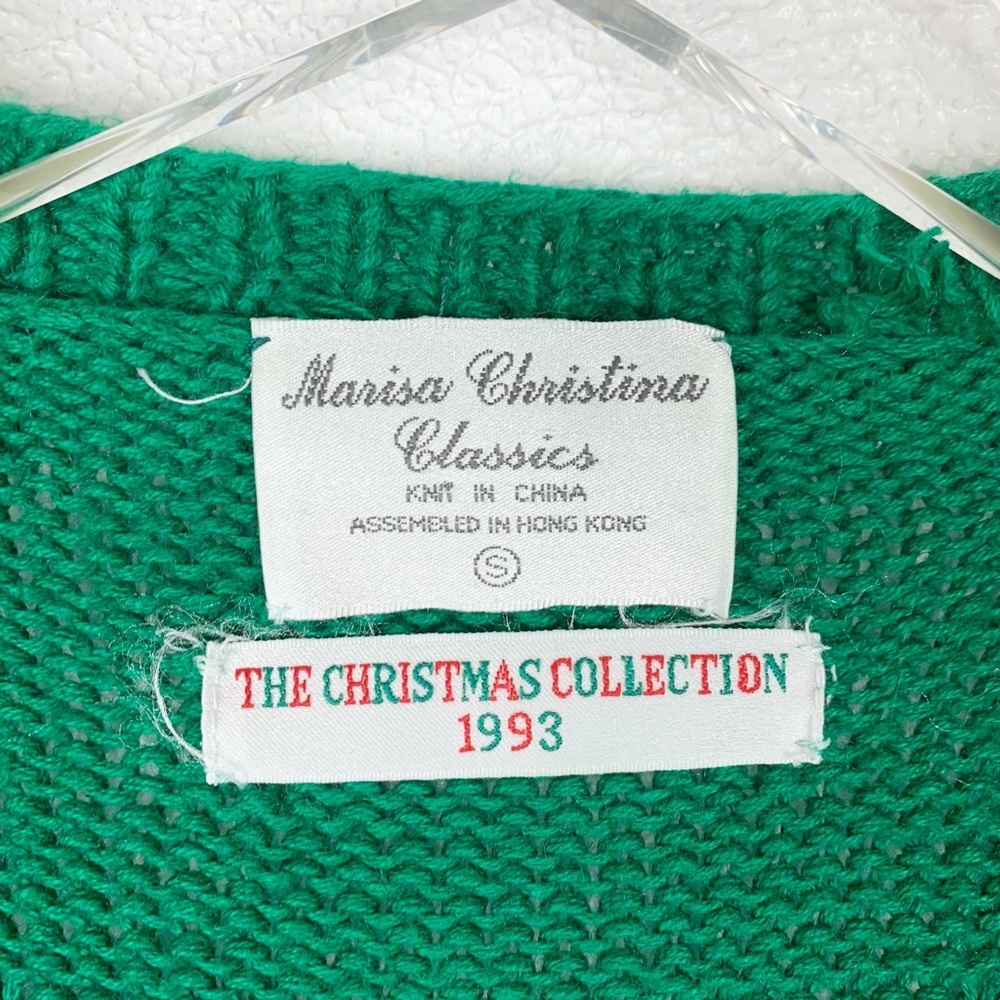 Marisa Christina
Classics
KNIT IN CHINA
ASSEMBLED IN HONG KONG
S
THE CHRISTMAS COLLECTION
1993